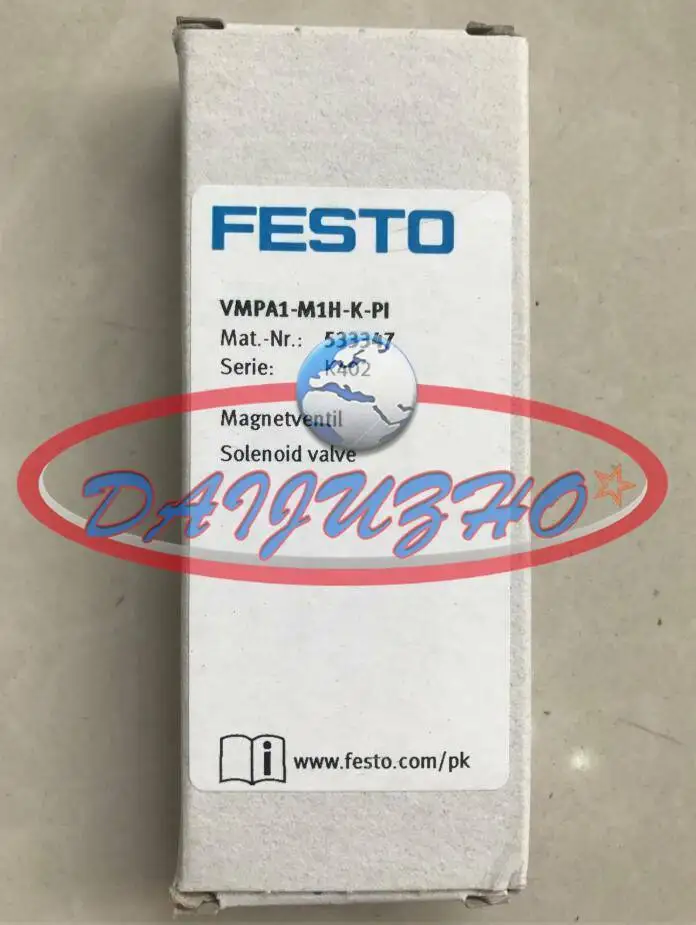 FESTO
VMPA1-M1H-K-PI
Mat.-Nr.: 533347
Serie: K402
Magnetventil
Solenoid valve
DAIJUZHO
i www.festo.com/pk